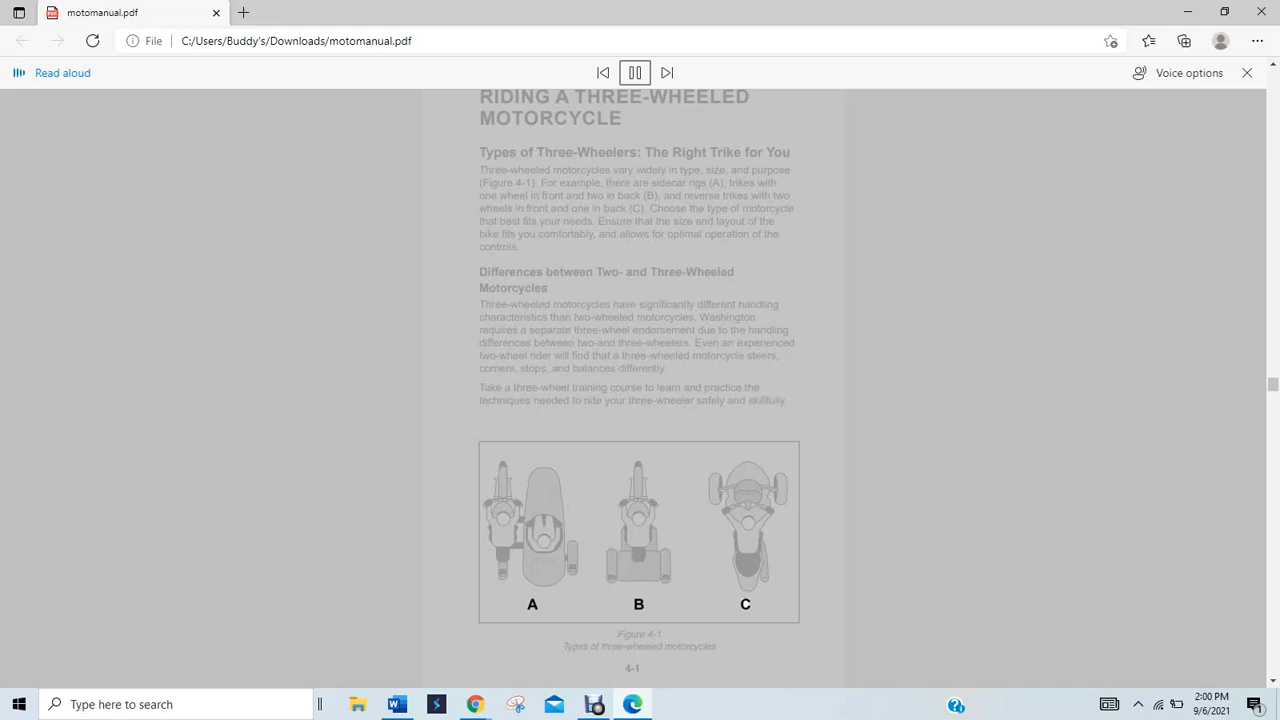 motomanual.pdf
File
C:/Users/Buddy's/Downloads/motomanual.pdf
Read aloud
Voice options
RIDING A THREE-WHEELED
MOTORCYCLE
Types of Three-Wheelers: The Right Trike for You
Three-wheeled motorcycles vary widely in type, size, and purpose
(Figure 4-1). For example, there are sidecar rigs (A), trikes with
one wheel in front and two in back (B), and reverse trikes with two
wheels in front and one in back (C). Choose the type of motorcycle
that best fits your needs. Ensure that the size and layout of the
bike fits you comfortably, and allows for optimal operation of the
controls.
Differences between Two- and Three-Wheeled
Motorcycles
Three-wheeled motorcycles have significantly different handling
characteristics than two-wheeled motorcycles. Washington
requires a separate three-wheel endorsement due to the handling
differences between two-and three-wheelers. Even an experienced
two-wheel rider will find that a three-wheeled motorcycle steers,
corners, stops, and balances differently.
Take a three-wheel training course to learn and practice the
techniques needed to ride your three-wheeler safely and skillfully.
A B C
Figure 4-1
Types of three-wheeled motorcycles
4-1
Type here to search
2:00 PM
9/6/2021